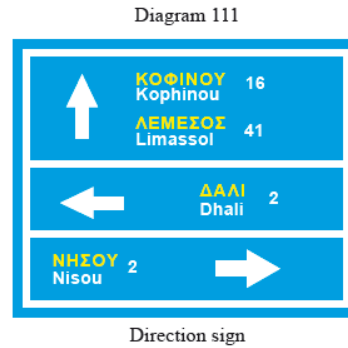 Diagram 111
ΚΟΦΙΝΟΥ 16
Kophinou
ΛΕΜΕΣΟΣ 41
Limassol
ΔΑΛΙ 2
Dhali
ΝΗΣΟΥ 2
Nisou
Direction sign